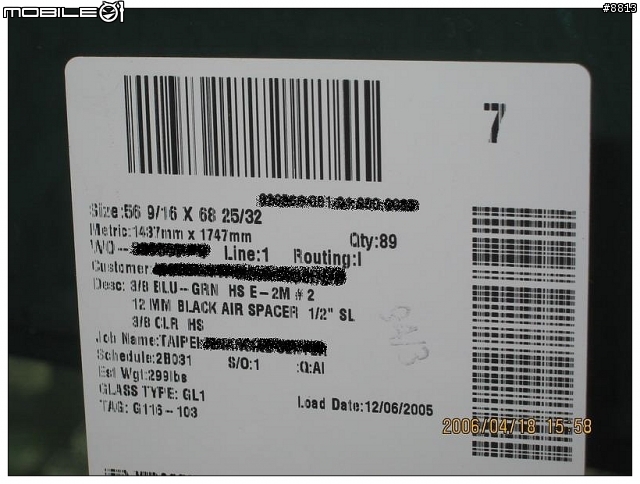 MOBILE01
#8813
7
Size:56 9/16 X 68 25/32
Metric:1437mm x 1747mm
Qty:89
WO-- Line:1 Routing:I
Customer:
Desc: 3/8 BLU-GRN HS E-2M # 2
12 MM BLACK AIR SPACER 1/2" SL
3/8 CLR HS
Job Name:TAIPEI
Schedule:2B031 S/O:1 :Q:AI
Est Wgt:299lbs
GLASS TYPE: GL1
Load Date:12/06/2005
TAG: G116-103
2006/04/18 15:58